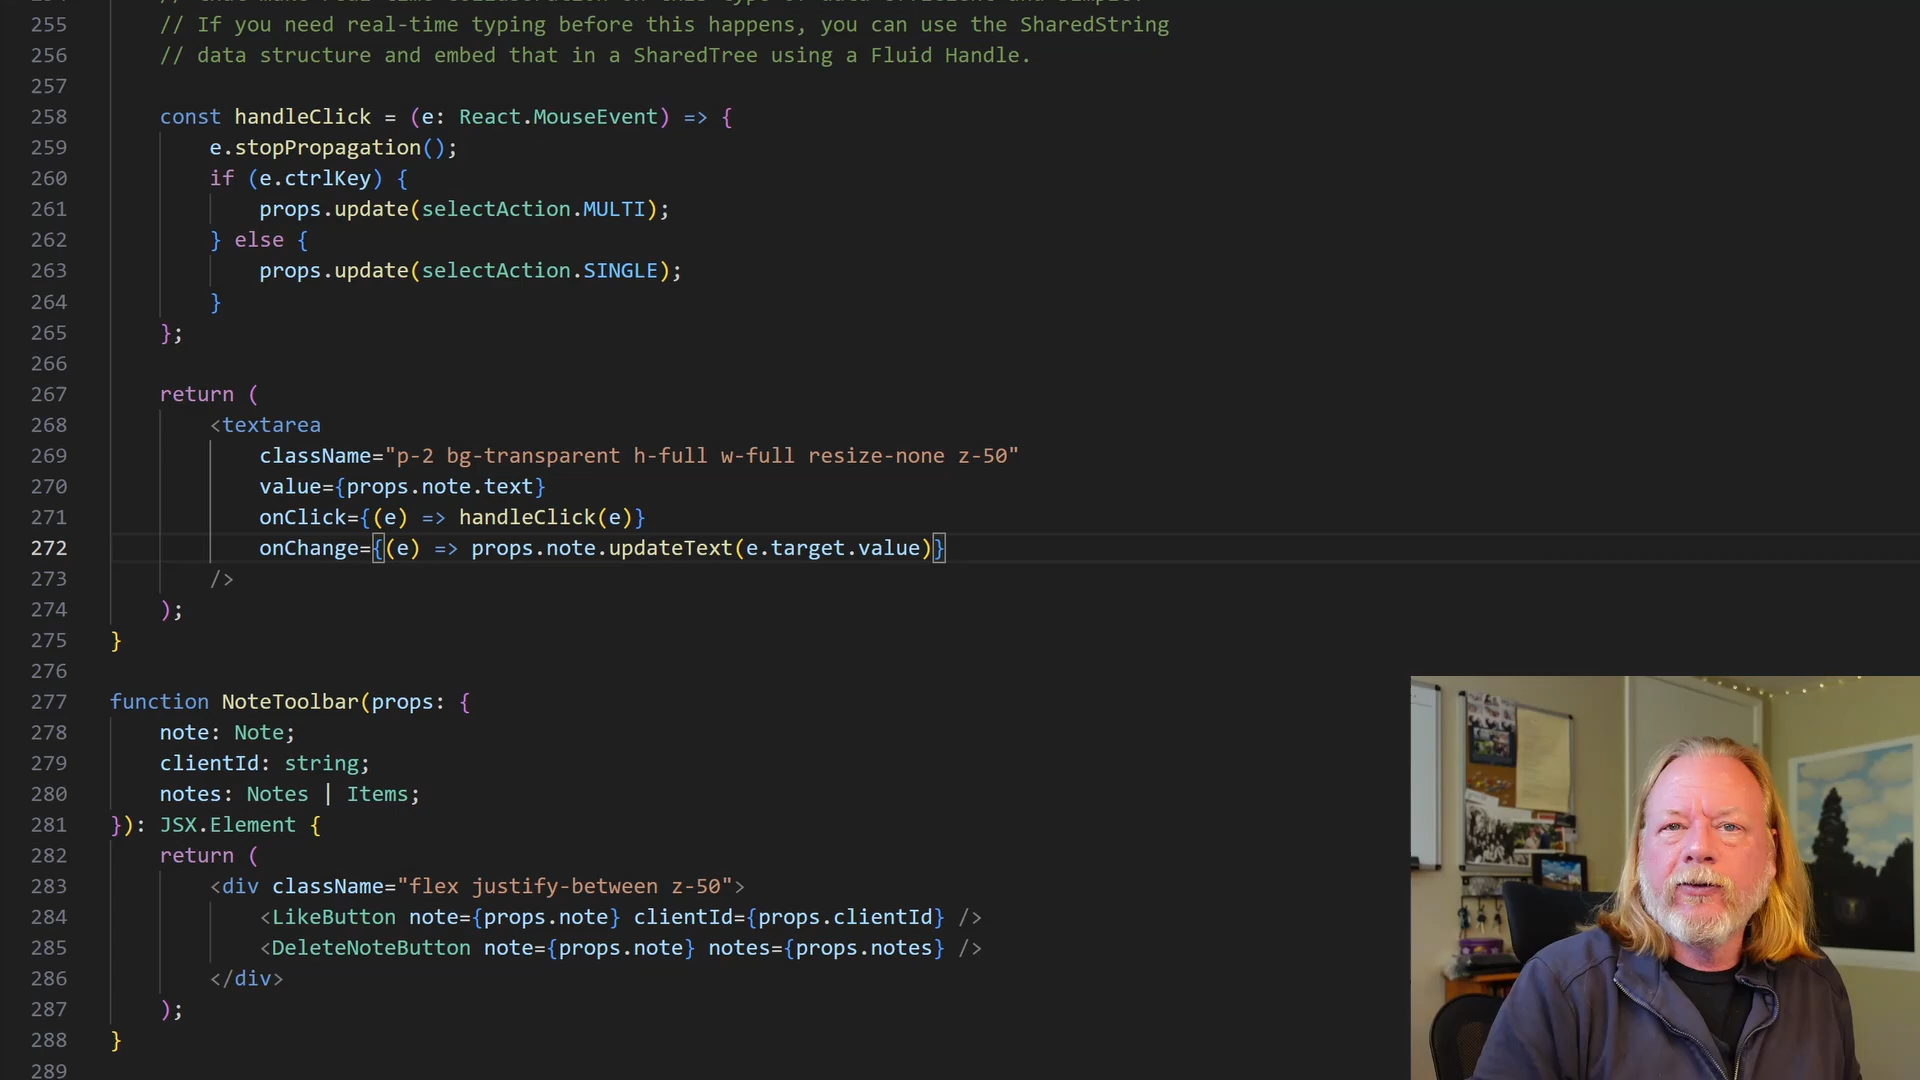 255 // If you need real-time typing before this happens, you can use the SharedString
256 // data structure and embed that in a SharedTree using a Fluid Handle.
257
258 const handleClick = (e: React.MouseEvent) => {
259 e.stopPropagation();
260 if (e.ctrlKey) {
261 props.update(selectAction.MULTI);
262 } else {
263 props.update(selectAction.SINGLE);
264 }
265 };
266
267 return (
268 <textarea
269 className="p-2 bg-transparent h-full w-full resize-none z-50"
270 value={props.note.text}
271 onClick={(e) => handleClick(e)}
272 onChange={(e) => props.note.updateText(e.target.value)}
273 />
274 );
275 }
276
277 function NoteToolbar(props: {
278 note: Note;
279 clientId: string;
280 notes: Notes | Items;
281 }): JSX.Element {
282 return (
283 <div className="flex justify-between z-50">
284 <LikeButton note={props.note} clientId={props.clientId} />
285 <DeleteNoteButton note={props.note} notes={props.notes} />
286 </div>
287 );
288 }
289